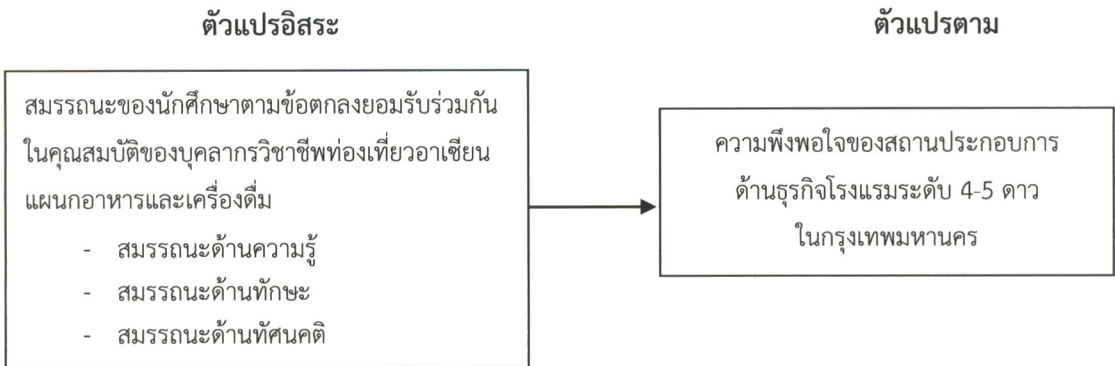 ตัวแปรอิสระ
สมรรถนะของนักศึกษาตามข้อตกลงยอมรับร่วมกัน
ในคุณสมบัติของบุคลากรวิชาชีพท่องเที่ยวอาเซียน
แผนกอาหารและเครื่องดื่ม
- สมรรถนะด้านความรู้
- สมรรถนะด้านทักษะ
- สมรรถนะด้านทัศนคติ
ตัวแปรตาม
ความพึงพอใจของสถานประกอบการ
ด้านธุรกิจโรงแรมระดับ 4-5 ดาว
ในกรุงเทพมหานคร